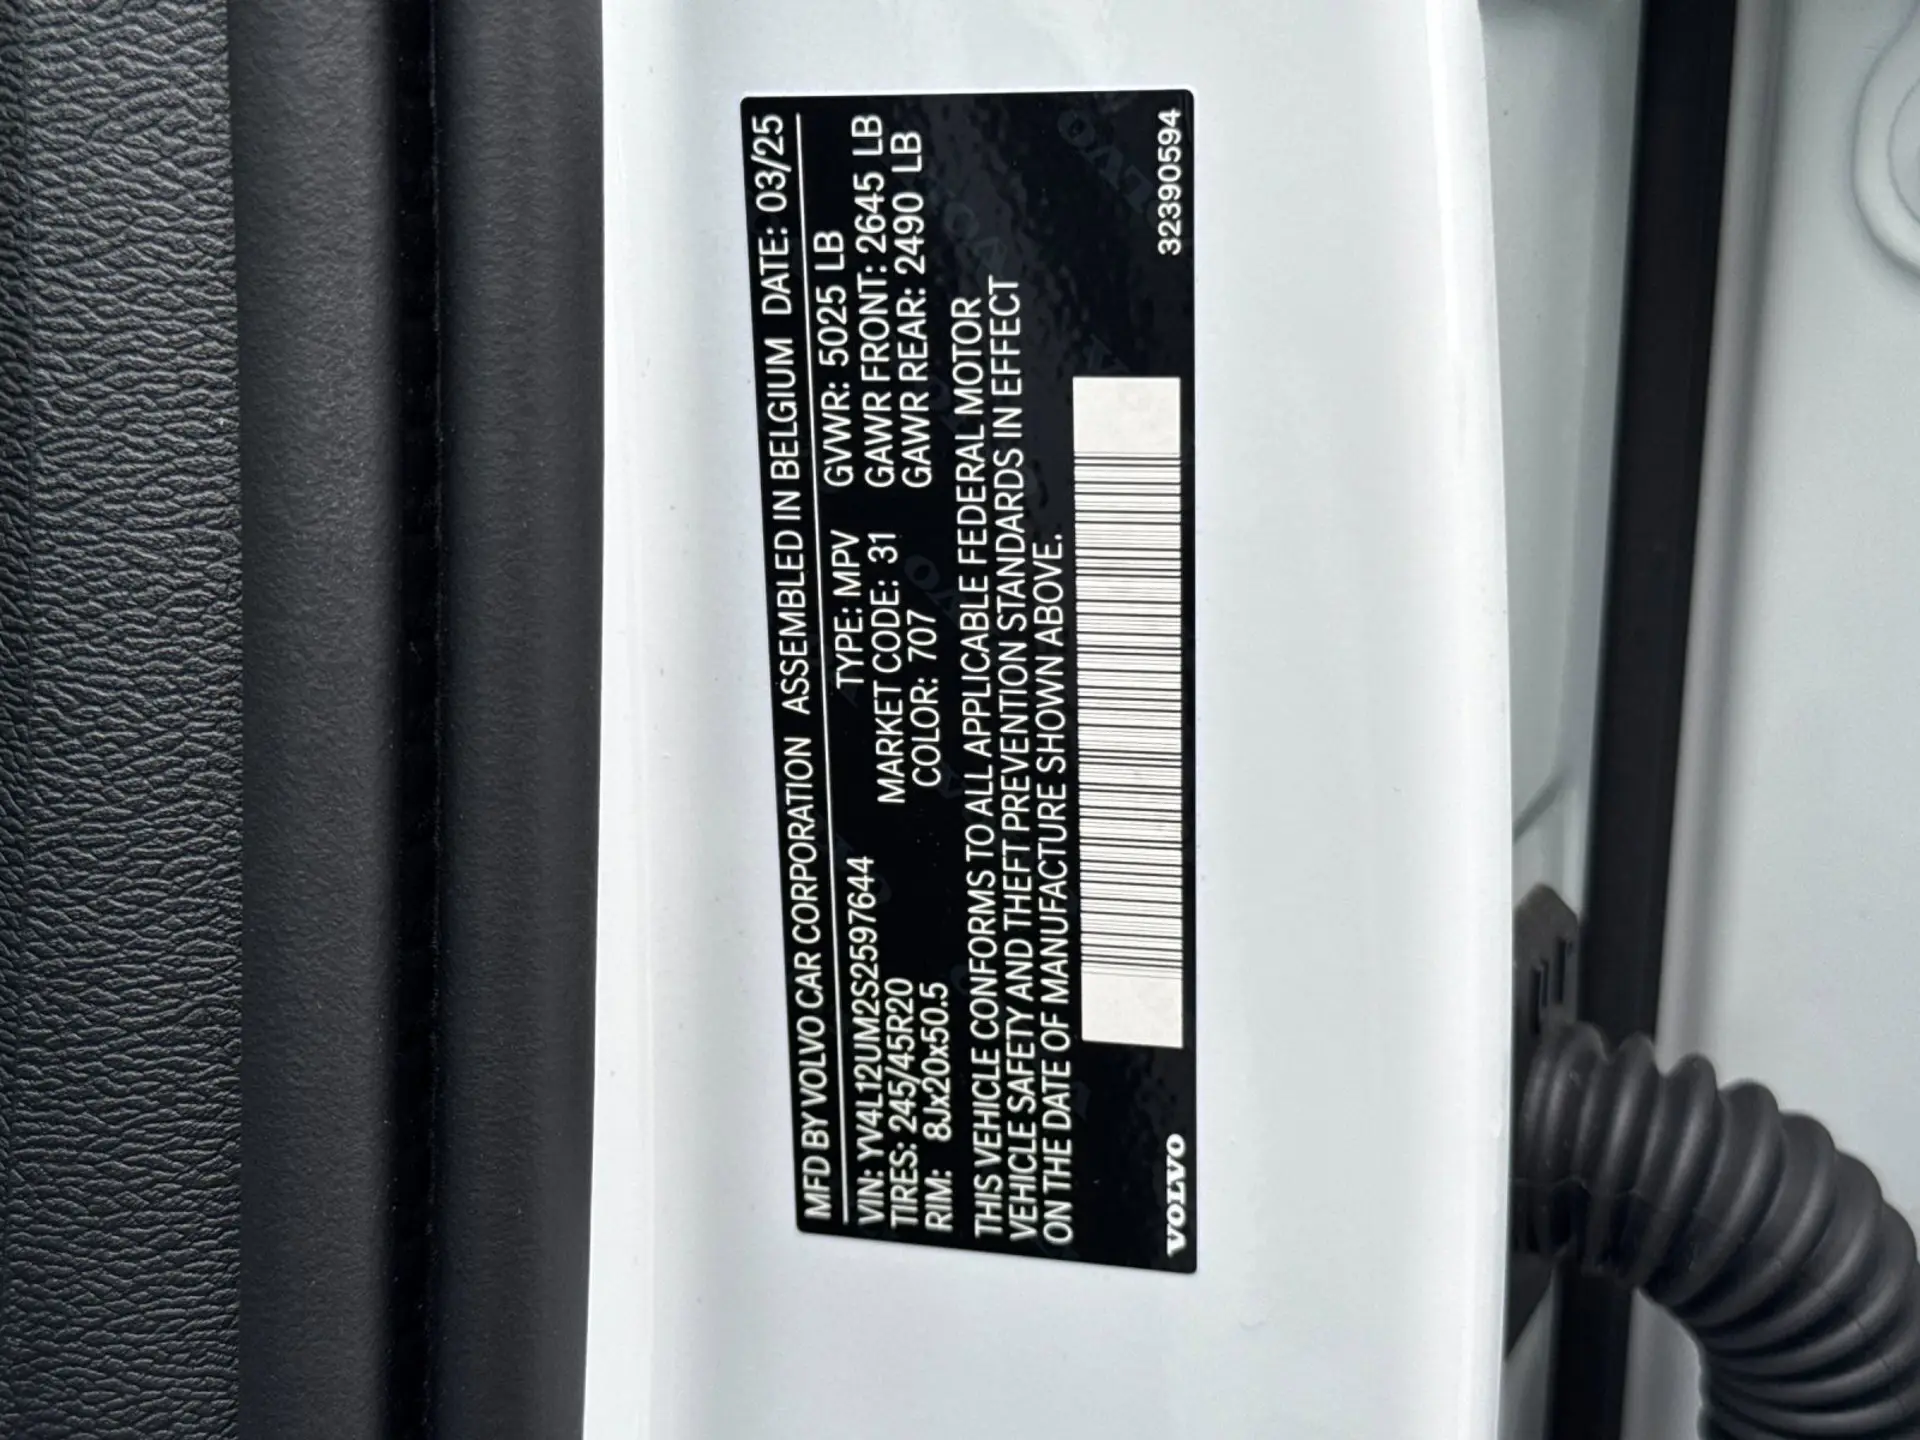 MFD BY VOLVO CAR CORPORATION ASSEMBLED IN BELGIUM DATE: 03/25
VIN: YV4L12UM2S2597644 TYPE: MPV GVWR: 5025 LB
TIRES: 245/45R20 MARKET CODE: 31 GAWR FRONT: 2645 LB
RIM: 8Jx20x50.5 COLOR: 707 GAWR REAR: 2490 LB
THIS VEHICLE CONFORMS TO ALL APPLICABLE FEDERAL MOTOR
VEHICLE SAFETY AND THEFT PREVENTION STANDARDS IN EFFECT
ON THE DATE OF MANUFACTURE SHOWN ABOVE.
VOLVO 32390594